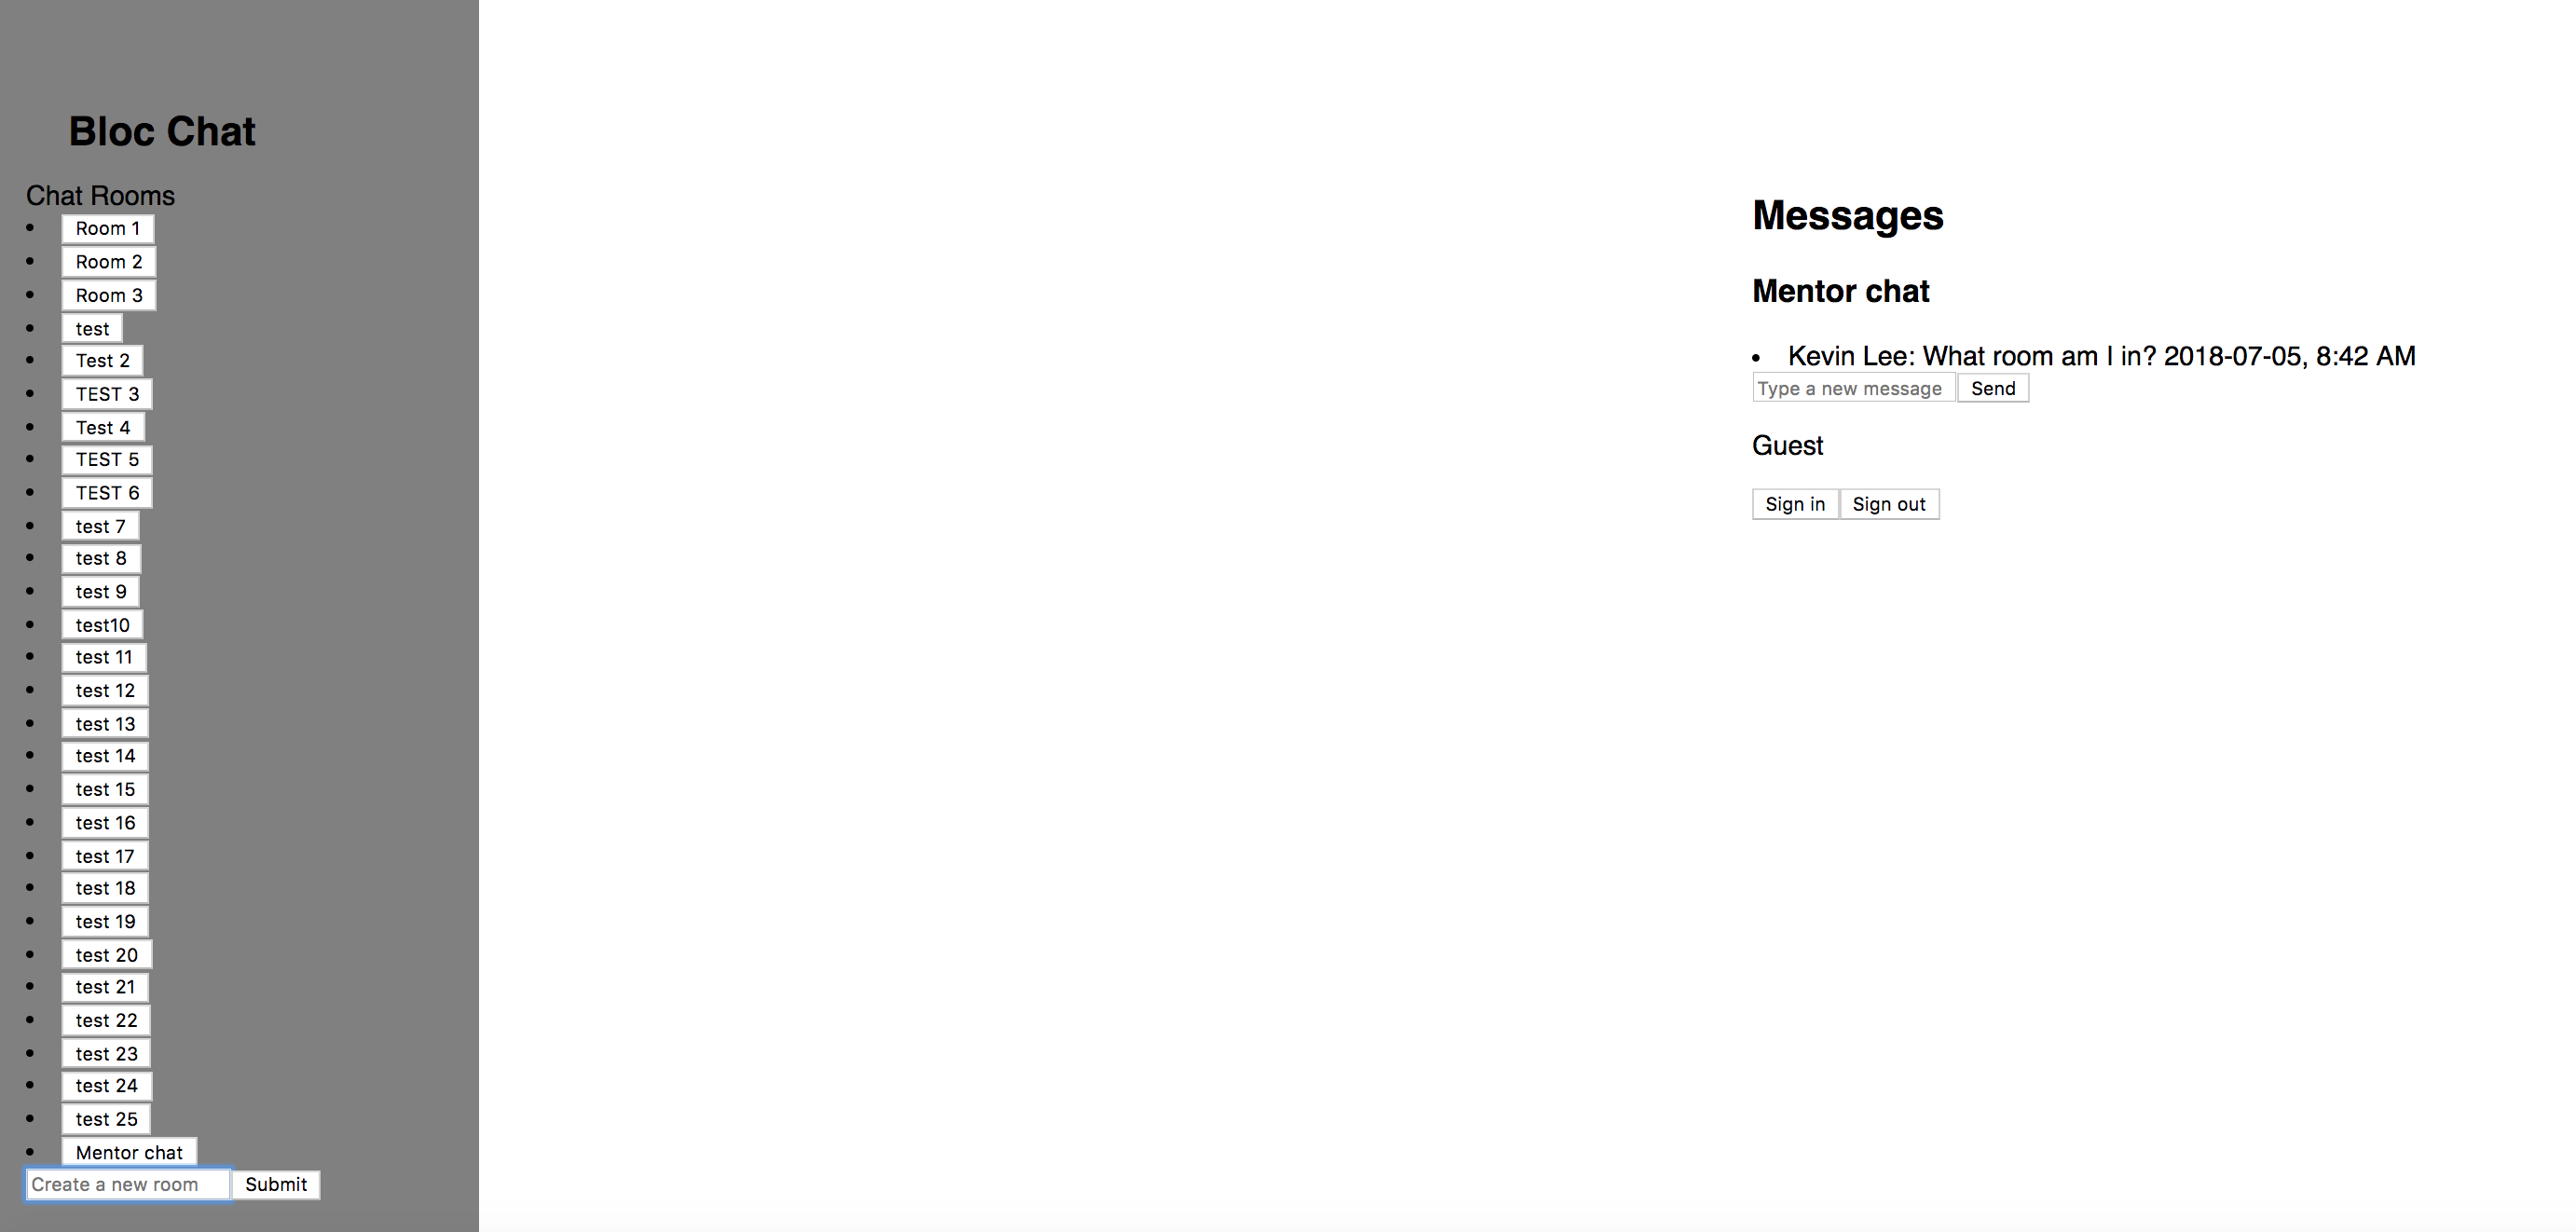 Bloc Chat
Chat Rooms
Room 1
Room 2
Room 3
test
Test 2
TEST 3
Test 4
TEST 5
TEST 6
test 7
test 8
test 9
test10
test 11
test 12
test 13
test 14
test 15
test 16
test 17
test 18
test 19
test 20
test 21
test 22
test 23
test 24
test 25
Mentor chat
Create a new room Submit
Messages
Mentor chat
Kevin Lee: What room am I in? 2018-07-05, 8:42 AM
Type a new message Send
Guest
Sign in Sign out